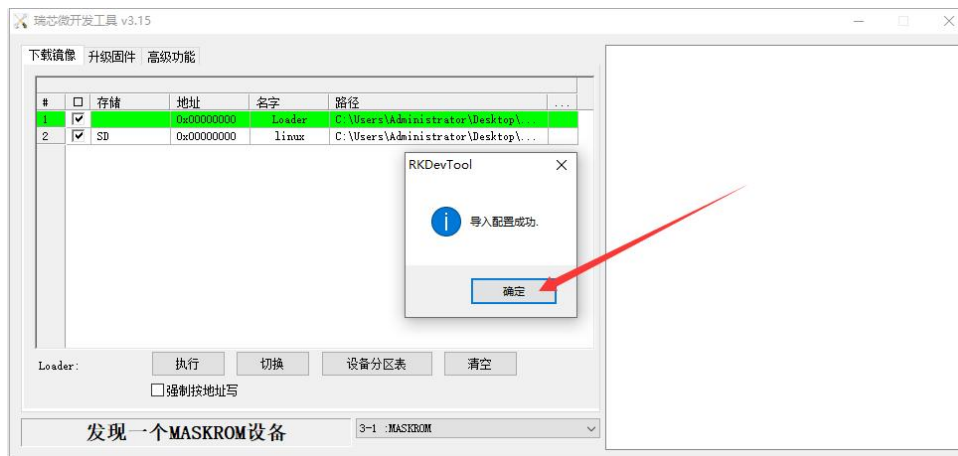 瑞芯微开发工具 v3.15
下载镜像 升级固件 高级功能
# 存储 地址 名字 路径 ...
1 0x00000000 Loader C:\Users\Administrator\Desktop\...
2 SD 0x00000000 linux C:\Users\Administrator\Desktop\...
RKDevTool
导入配置成功.
确定
Loader: 执行 切换 设备分区表 清空
强制按地址写
发现一个MASKROM设备 3-1 :MASKROM